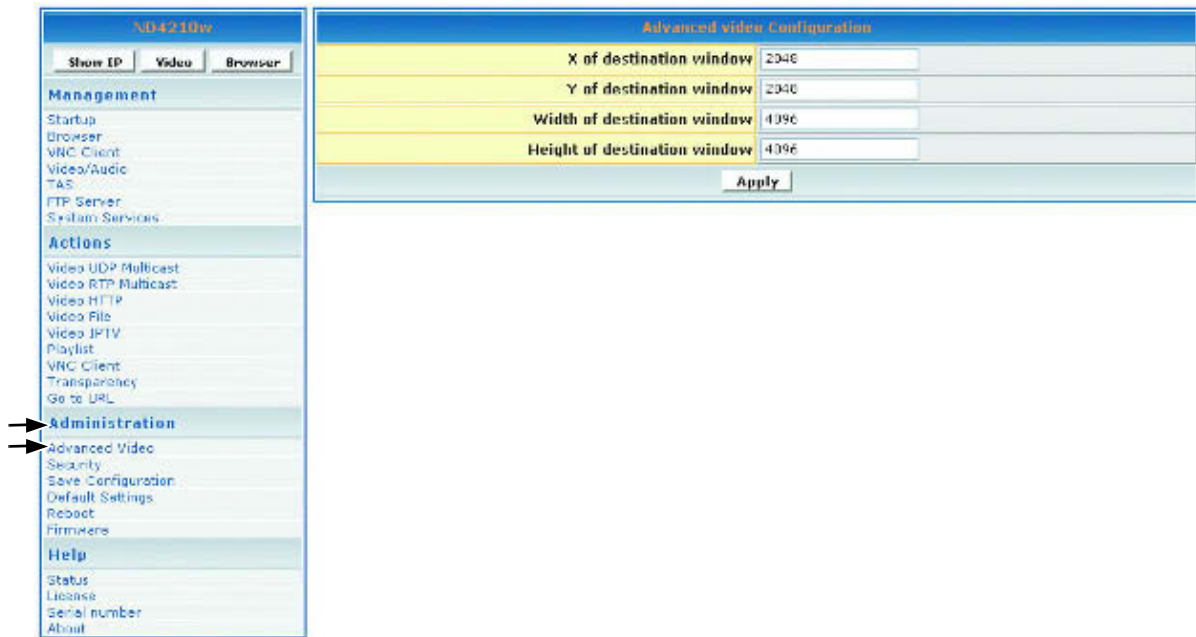 ND4210w
Show IP Video Browser
Management
Startup
Browser
VNC Client
Video/Audio
TAS
FTP Server
System Services
Actions
Video UDP Multicast
Video RTP Multicast
Video HTTP
Video File
Video IPTV
Playlist
VNC Client
Transparency
Go to URL
Administration
Advanced Video
Security
Save Configuration
Default Settings
Reboot
Firmware
Help
Status
License
Serial number
About
Advanced video Configuration
X of destination window 2048
Y of destination window 2048
Width of destination window 4096
Height of destination window 4096
Apply